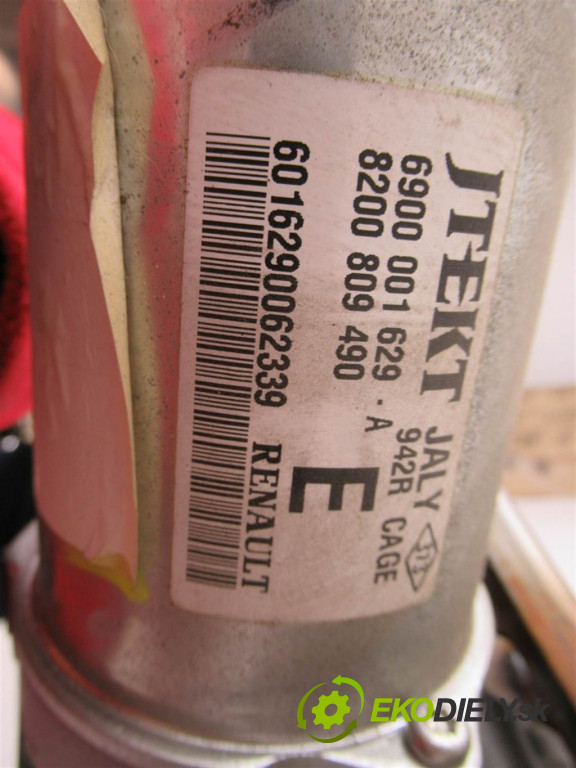 JTEKT JALY
942R CAGE
6900 001 629 . A
8200 809 490
E
RENAULT
6016290062339
EKODIELY.sk